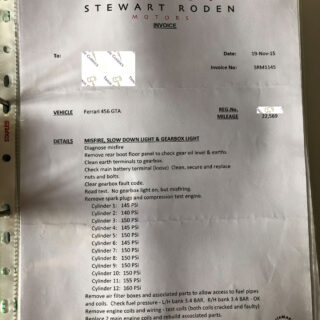 STEWART RODEN
MOTORS
INVOICE
To:
Date: 19-Nov-15
Invoice No: SRM1145
VEHICLE Ferrari 456 GTA
REG.No
MILEAGE 22,569
DETAILS MISFIRE, SLOW DOWN LIGHT & GEARBOX LIGHT
Diagnose misfire
Remove rear boot floor panel to check gear oil level & earths.
Clean earth terminals to gearbox.
Check main battery terminal (loose) Clean, secure and replace
nuts and bolts.
Clear gearbox fault code.
Road test. No gearbox light on, but misfiring.
Remove spark plugs and compression test engine.
Cylinder 1: 145 PSi
Cylinder 2: 140 PSi
Cylinder 3: 150 PSi
Cylinder 4: 145 PSi
Cylinder 5: 150 PSi
Cylinder 6: 150 PSi
Cylinder 7: 150 PSi
Cylinder 8: 150 PSi
Cylinder 9: 150 PSi
Cylinder 10: 150 PSi
Cylinder 11: 155 PSi
Cylinder 12: 160 PSi
Remove air filter boxes and associated parts to allow access to fuel pipes
and coils. Check fuel pressure - L/H bank 3.4 BAR, R/H bank 3.4 BAR - OK
Remove engine coils and wiring - test coils (both coils cracked and faulty)
Replace 2 main engine coils and rebuild associated parts.